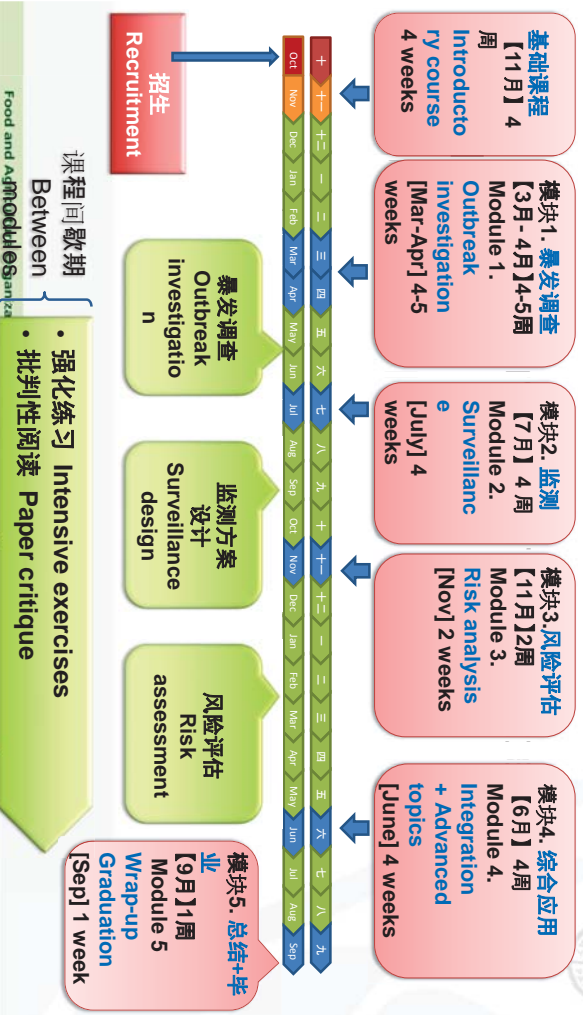 基础课程
【11月】 4
周
Introducto
ry course
4 weeks
模块1. 暴发调查
【3月- 4月】4-5周
Module 1.
Outbreak
investigation
[Mar-Apr] 4-5
weeks
模块2. 监测
【7月】 4 周
Module 2.
Surveillanc
e
[July] 4
weeks
模块3.风险评估
【11月】2周
Module 3.
Risk analysis
[Nov] 2 weeks
模块4. 综合应用
【6月】 4周
Module 4.
Integration
+ Advanced
topics
[June] 4 weeks
十 十一 十二 一 二 三 四 五 六 七 八 九 十 十一 十二 一 二 三 四 五 六 七 八 九
Oct Nov Dec Jan Feb Mar Apr May Jun Jul Aug Sep Oct Nov Dec Jan Feb Mar Apr May Jun Jul Aug Sep
招生
Recruitment
暴发调查
Outbreak
investigatio
n
监测方案
设计
Surveillance
design
风险评估
Risk
assessment
模块5. 总结+毕
业
【9月】1周
Module 5
Wrap-up
Graduation
[Sep] 1 week
课程间歇期
Between
modules
• 强化练习 Intensive exercises
• 批判性阅读 Paper critique
Food and Agriculture